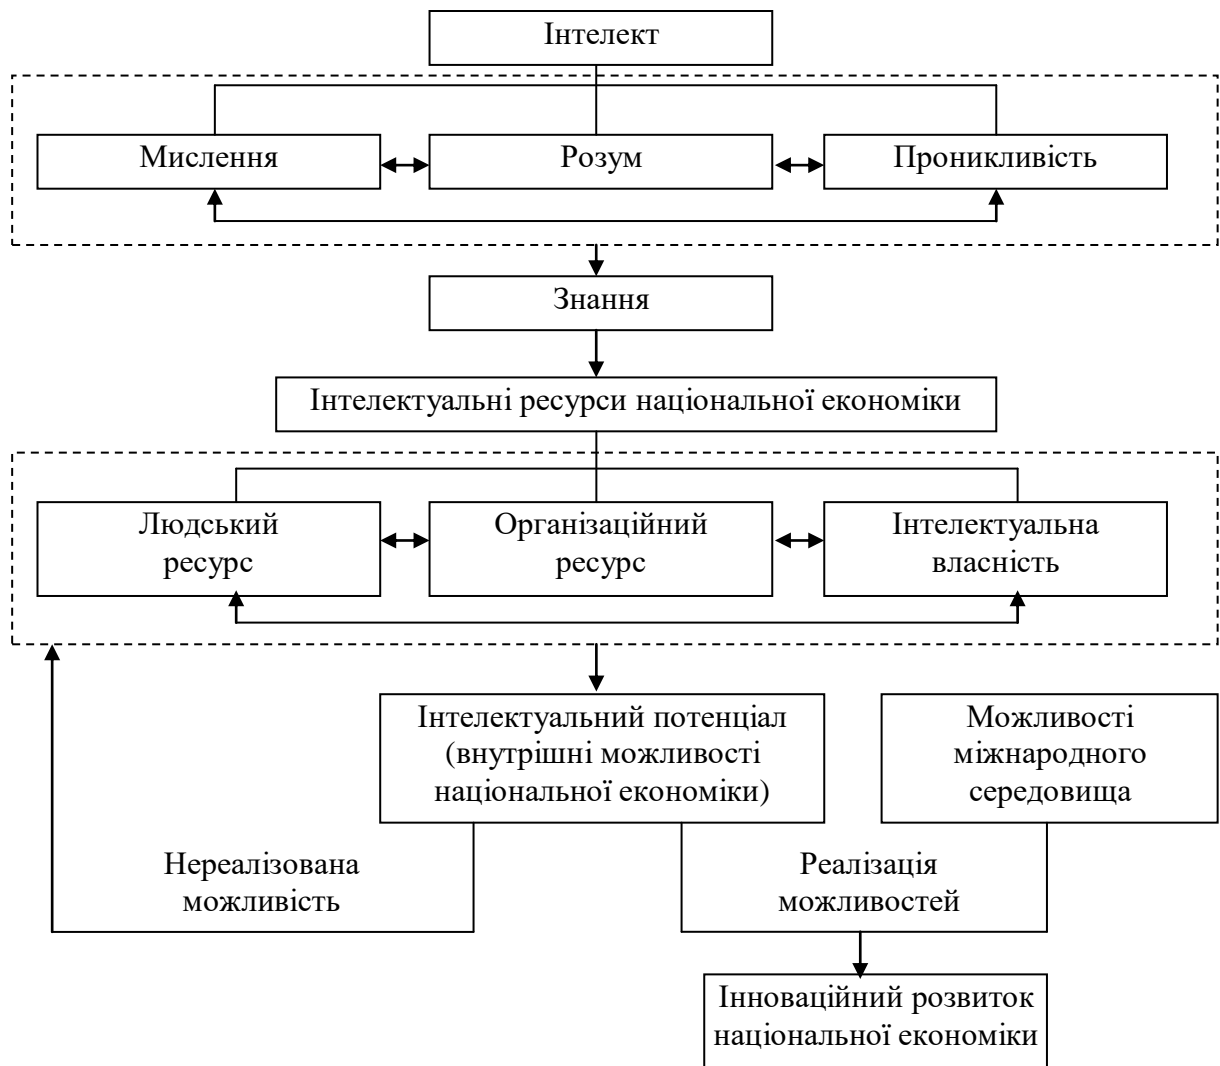 Інтелект
Мислення
Розум
Проникливість
Знання
Інтелектуальні ресурси національної економіки
Людський
ресурс
Організаційний
ресурс
Інтелектуальна
власність
Інтелектуальний потенціал
(внутрішні можливості
національної економіки)
Можливості
міжнародного
середовища
Нереалізована
можливість
Реалізація
можливостей
Інноваційний розвиток
національної економіки